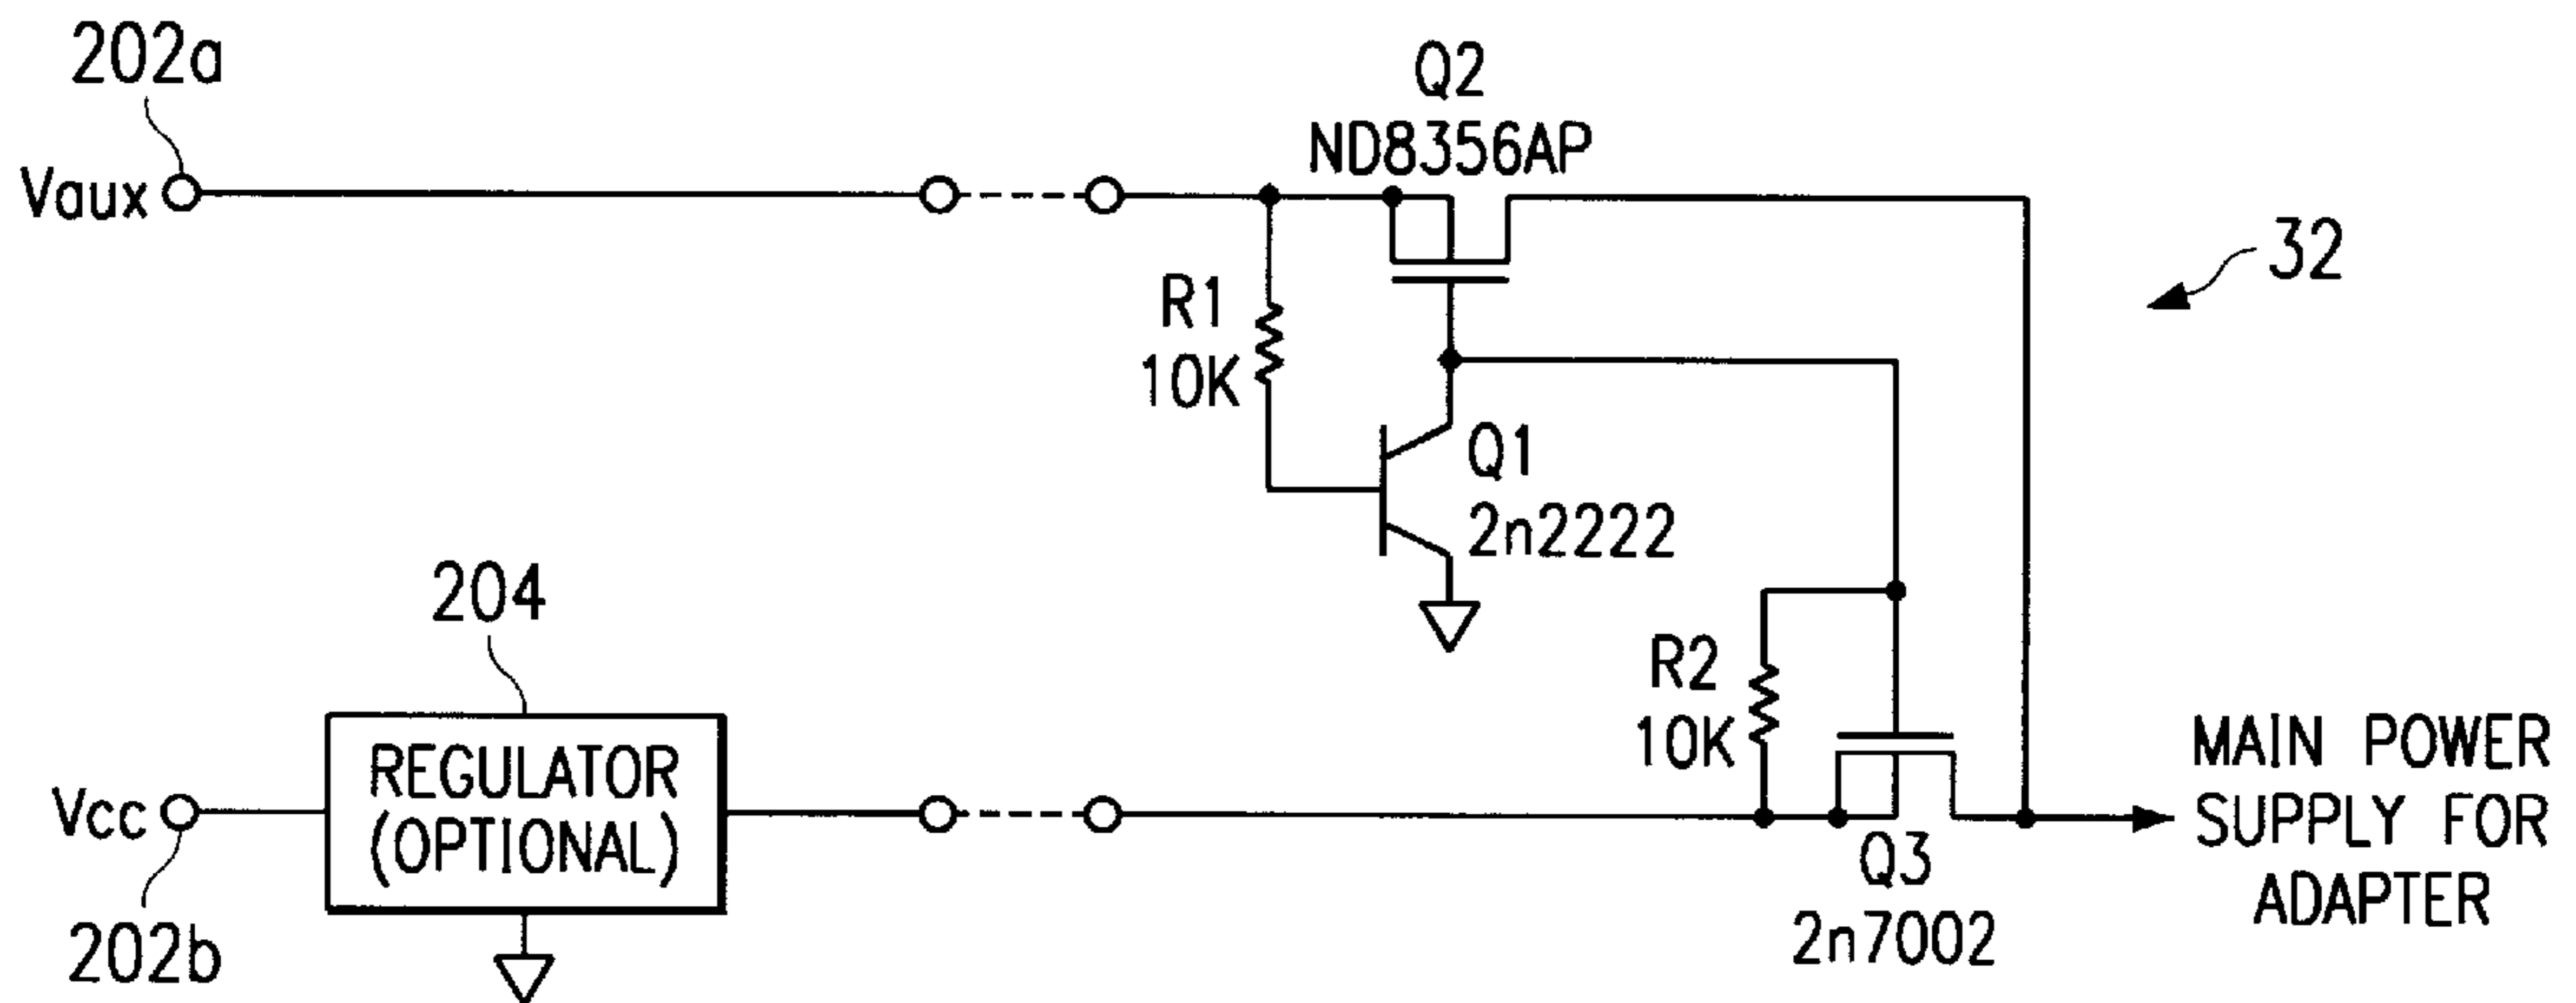 202a
Vaux
Q2
ND8356AP
32
R1
10K
Q1
2n2222
204
REGULATOR
(OPTIONAL)
Vcc
202b
R2
10K
Q3
2n7002
MAIN POWER
SUPPLY FOR
ADAPTER